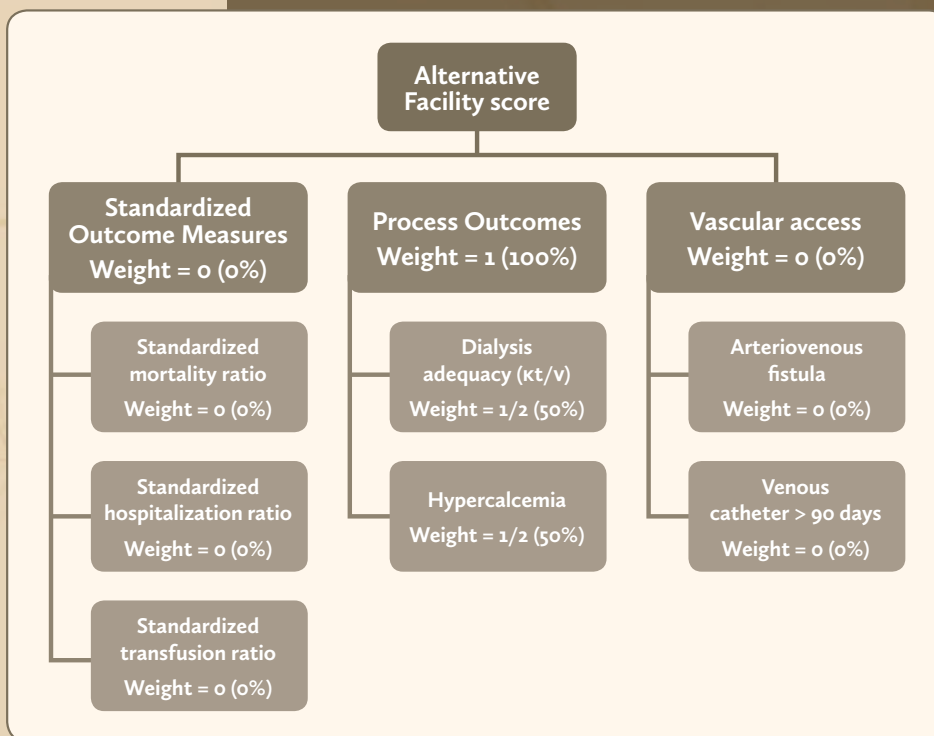 Alternative
Facility score
Standardized
Outcome Measures
Weight = 0 (0%)
Process Outcomes
Weight = 1 (100%)
Vascular access
Weight = 0 (0%)
Standardized
mortality ratio
Weight = 0 (0%)
Dialysis
adequacy (Kt/v)
Weight = 1/2 (50%)
Arteriovenous
fistula
Weight = 0 (0%)
Standardized
hospitalization ratio
Weight = 0 (0%)
Hypercalcemia
Weight = 1/2 (50%)
Venous
catheter > 90 days
Weight = 0 (0%)
Standardized
transfusion ratio
Weight = 0 (0%)